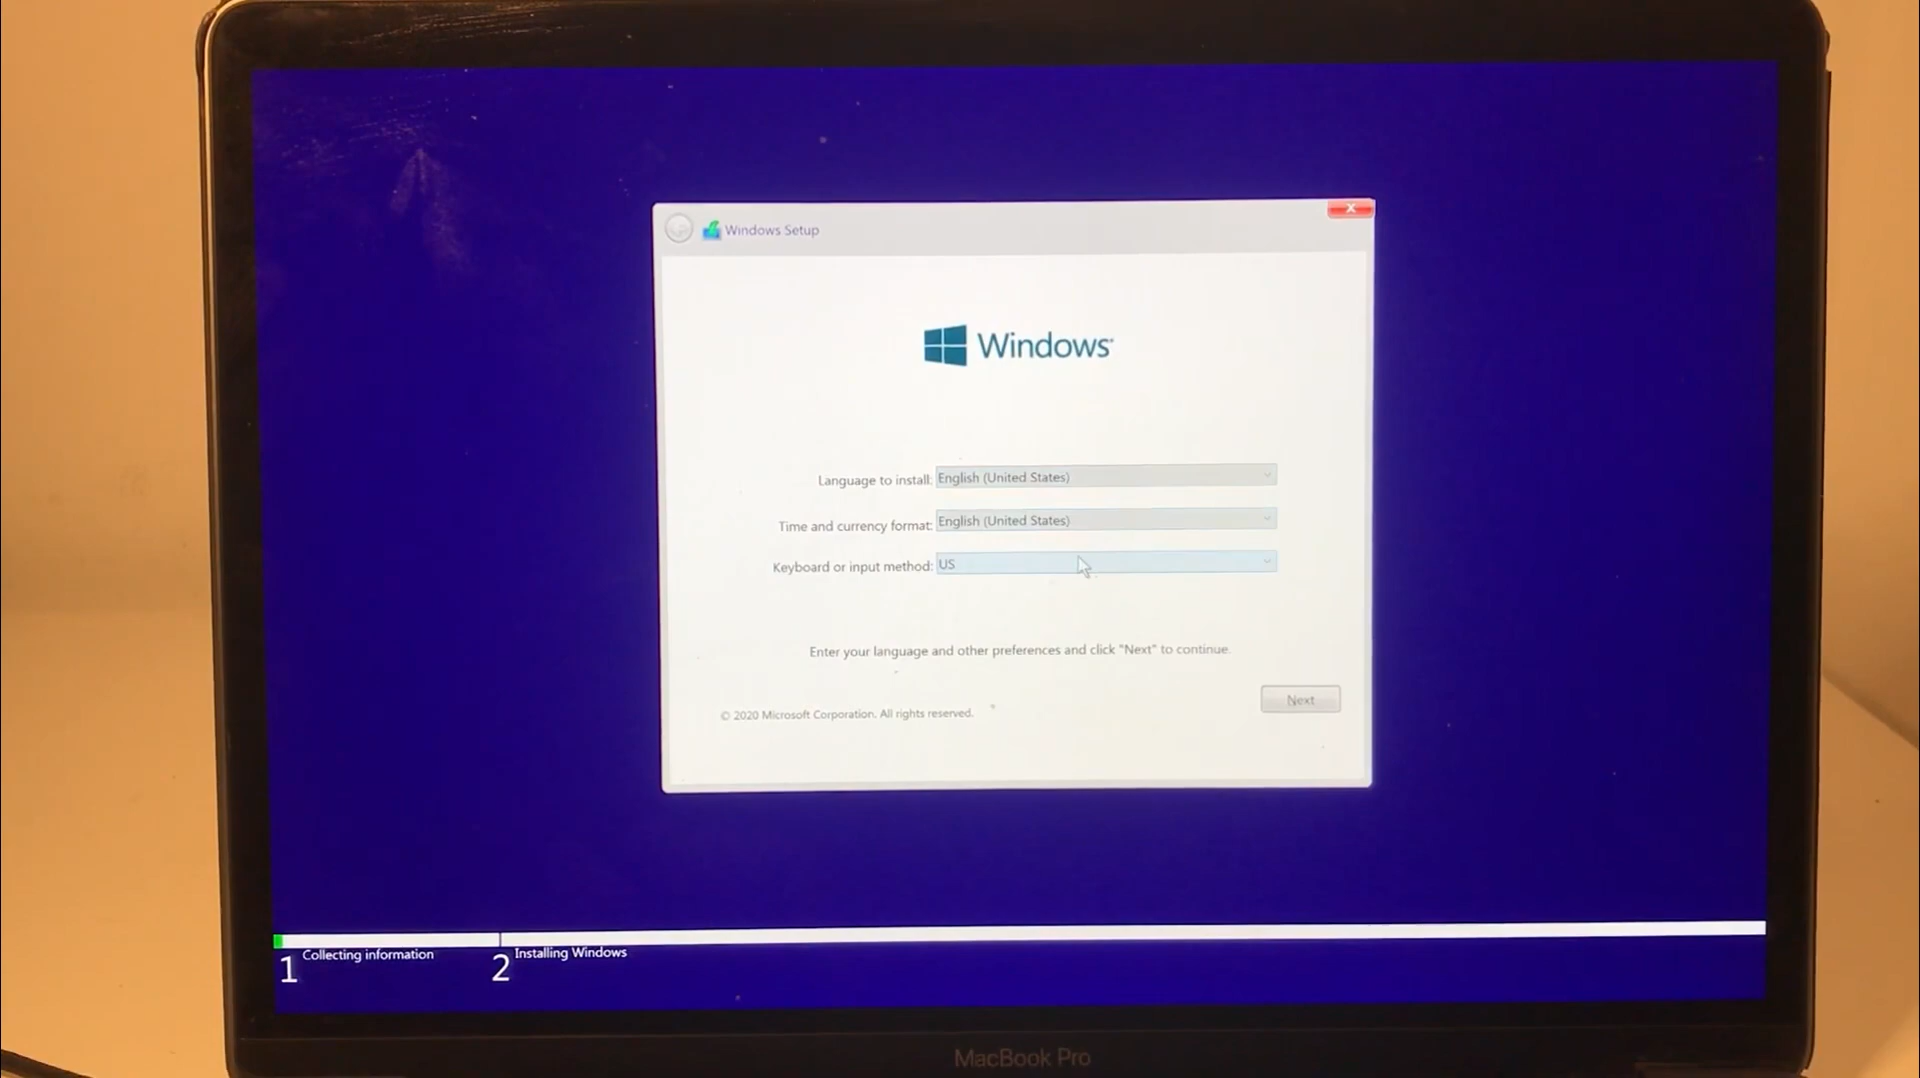 Windows Setup
x
Windows
Language to install: English (United States)
Time and currency format: English (United States)
Keyboard or input method: US
Enter your language and other preferences and click "Next" to continue.
Next
© 2020 Microsoft Corporation. All rights reserved.
1 Collecting information
2 Installing Windows
MacBook Pro